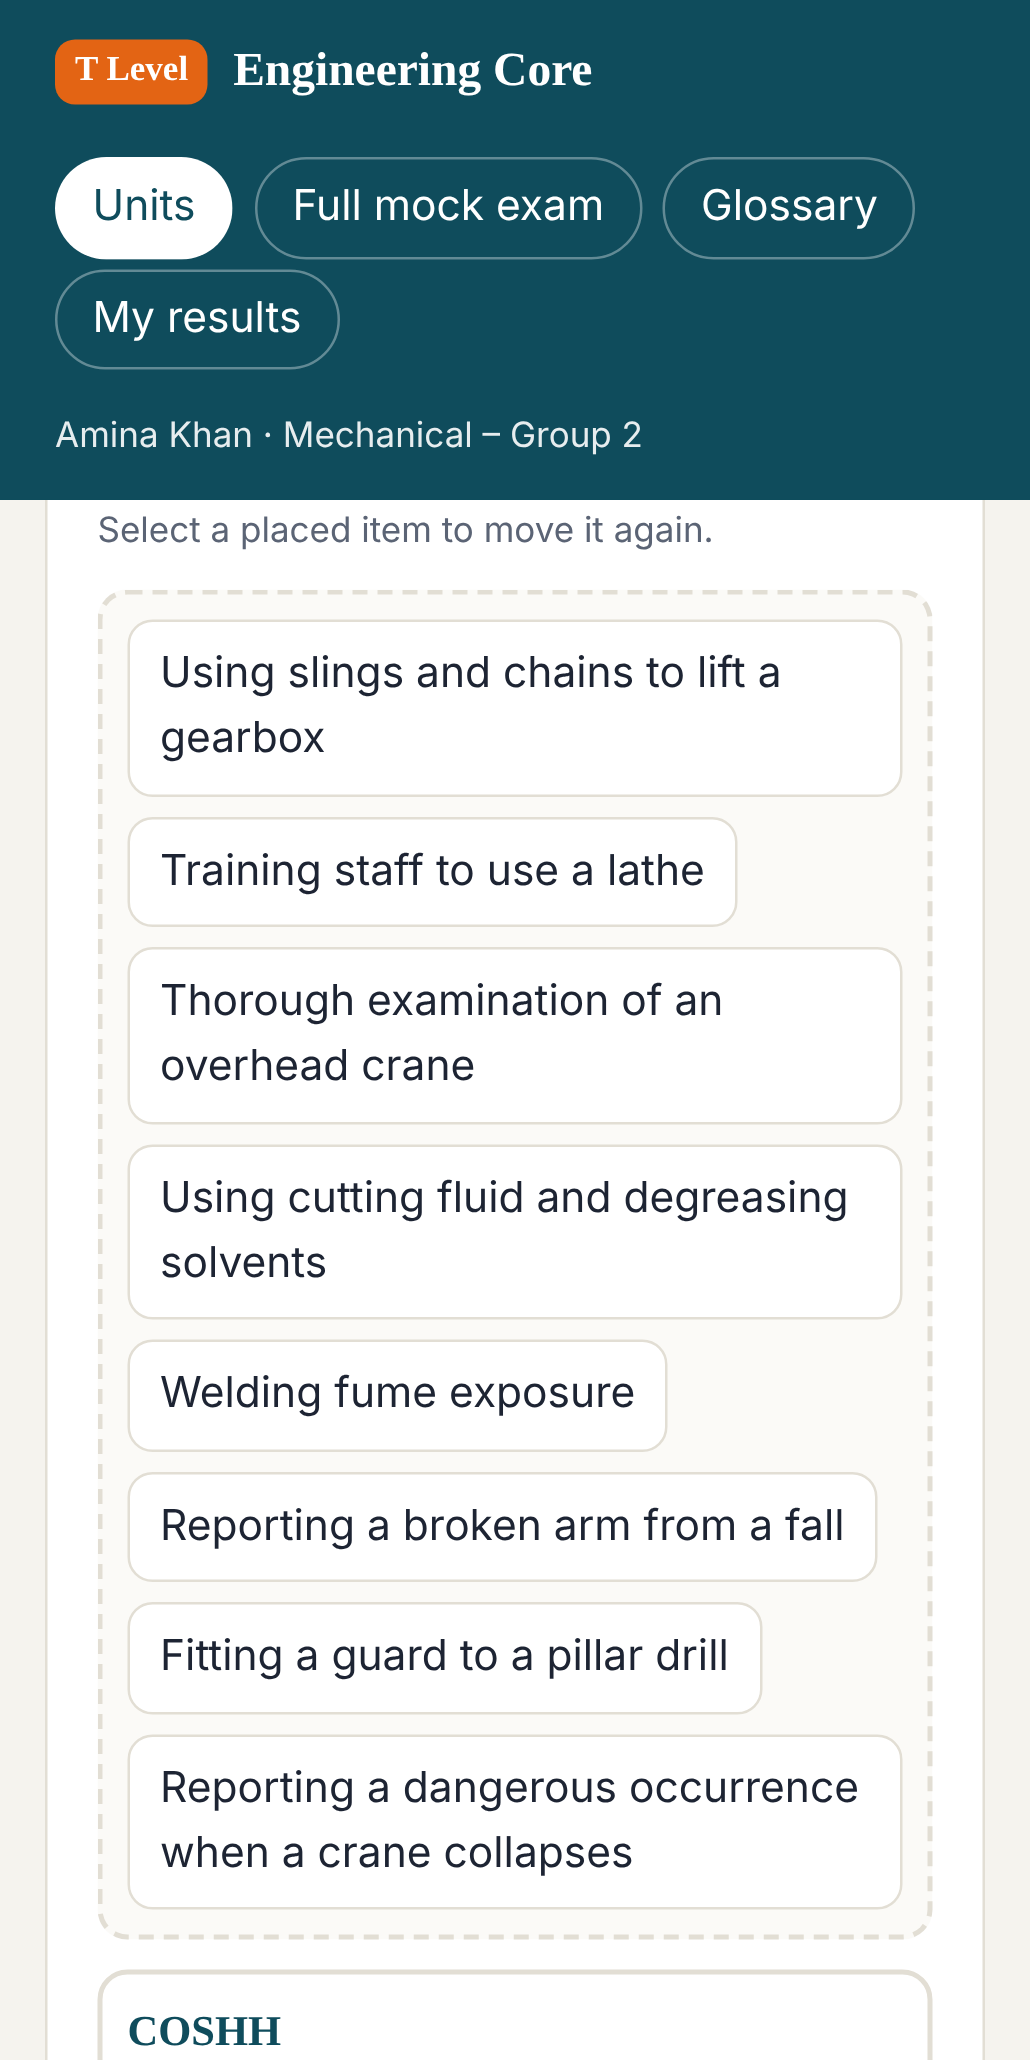 T Level
Engineering Core
Units
Full mock exam
Glossary
My results
Amina Khan · Mechanical – Group 2
Select a placed item to move it again.
Using slings and chains to lift a
gearbox
Training staff to use a lathe
Thorough examination of an
overhead crane
Using cutting fluid and degreasing
solvents
Welding fume exposure
Reporting a broken arm from a fall
Fitting a guard to a pillar drill
Reporting a dangerous occurrence
when a crane collapses
COSHH